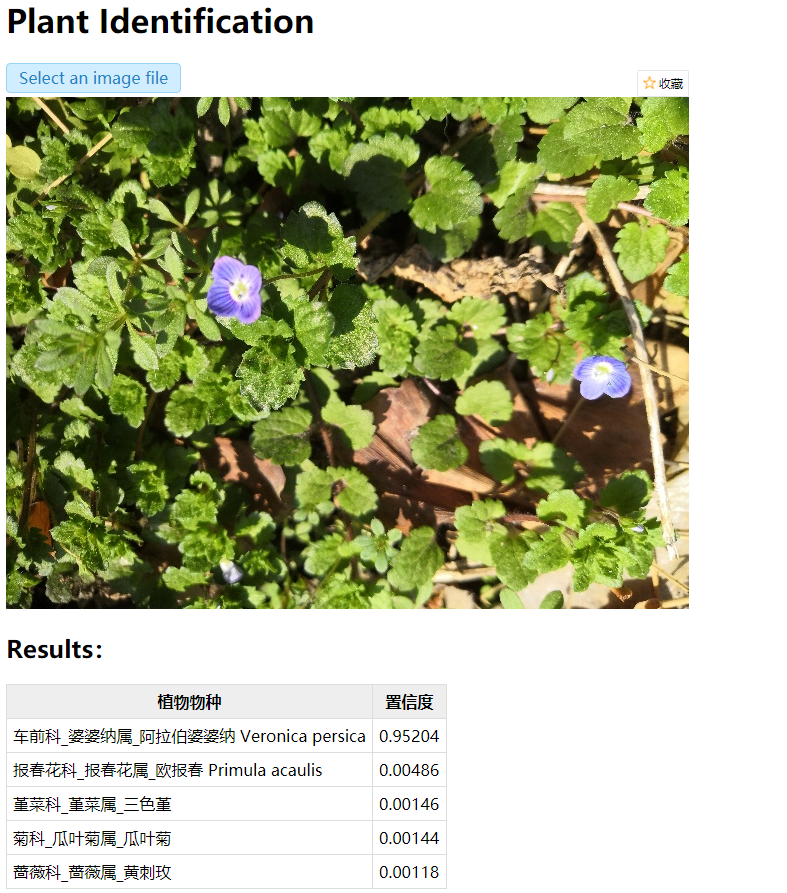 Plant Identification
Select an image file
收藏
Results:
植物物种 置信度
车前科_婆婆纳属_阿拉伯婆婆纳 Veronica persica 0.95204
报春花科_报春花属_欧报春 Primula acaulis 0.00486
堇菜科_堇菜属_三色堇 0.00146
菊科_瓜叶菊属_瓜叶菊 0.00144
蔷薇科_蔷薇属_黄刺玫 0.00118